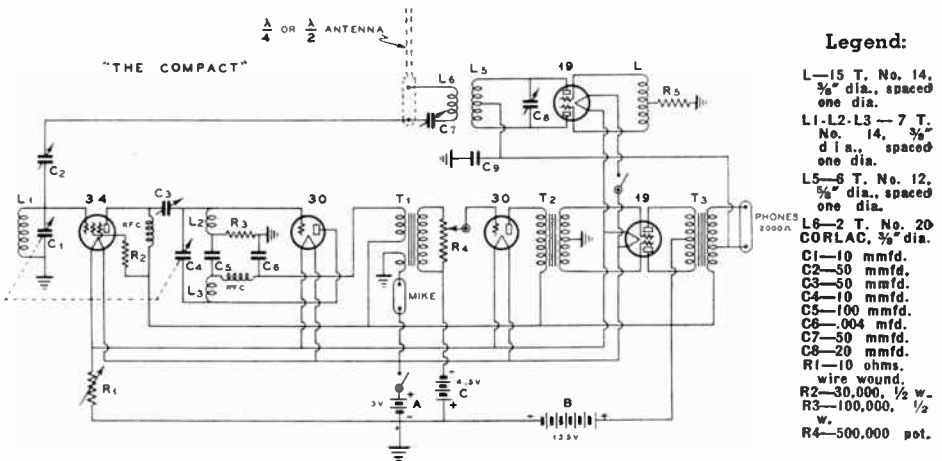 λ/4 OR λ/2 ANTENNA
"THE COMPACT"
L6
L5
19
L
R5
C7
C8
C9
C2
L1
34
C3
30
T1
30
T2
19
T3
C1
RFC
L2
R3
R2
C4
C5
C6
RFC
L3
R4
PHONES
2000Ω
MIKE
R1
3V
A
+
-
4.5V
C
-
+
B
-
+
135V
Legend:
L—15 T. No. 14,
⅝" dia., spaced
one dia.
L1-L2-L3 — 7 T.
No. 14, ⅜"
dia., spaced
one dia.
L5—6 T. No. 12,
⅝" dia., spaced
one dia.
L6—2 T. No. 20
CORLAC, ⅜" dia.
C1—10 mmfd.
C2—50 mmfd.
C3—50 mmfd.
C4—10 mmfd.
C5—100 mmfd.
C6—.004 mfd.
C7—50 mmfd.
C8—20 mmfd.
R1—10 ohms.
wire wound.
R2—30,000, ½ w.
R3—100,000, ½
w.
R4—500,000 pot.